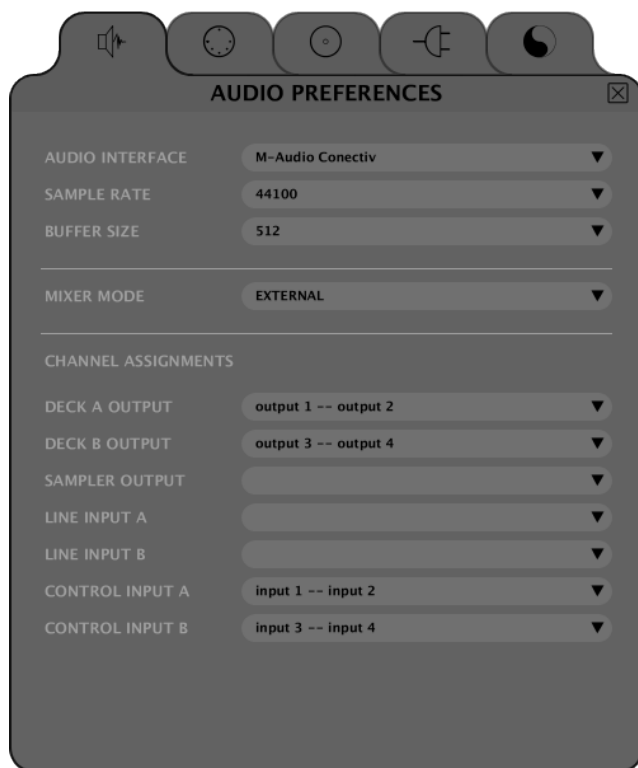 AUDIO PREFERENCES
AUDIO INTERFACE M-Audio Conectiv
SAMPLE RATE 44100
BUFFER SIZE 512
MIXER MODE EXTERNAL
CHANNEL ASSIGNMENTS
DECK A OUTPUT output 1 -- output 2
DECK B OUTPUT output 3 -- output 4
SAMPLER OUTPUT
LINE INPUT A
LINE INPUT B
CONTROL INPUT A input 1 -- input 2
CONTROL INPUT B input 3 -- input 4